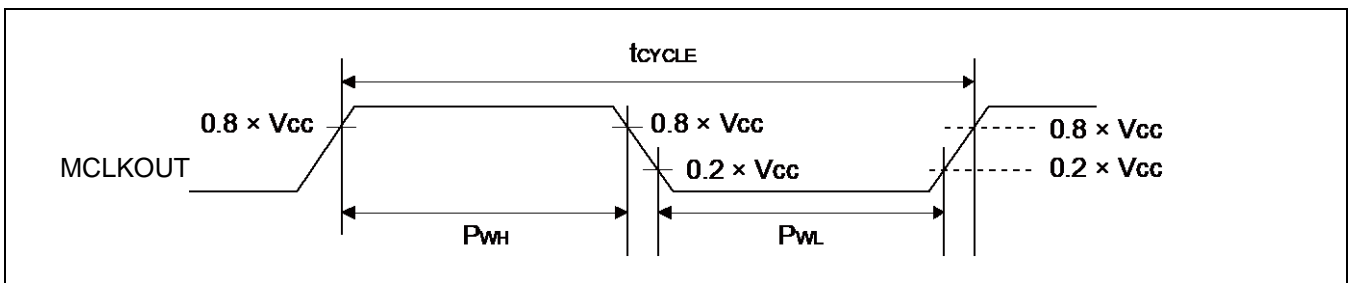 tCYCLE
0.8 × Vcc
0.8 × Vcc
0.8 × Vcc
MCLKOUT
0.2 × Vcc
0.2 × Vcc
PWH
PWL